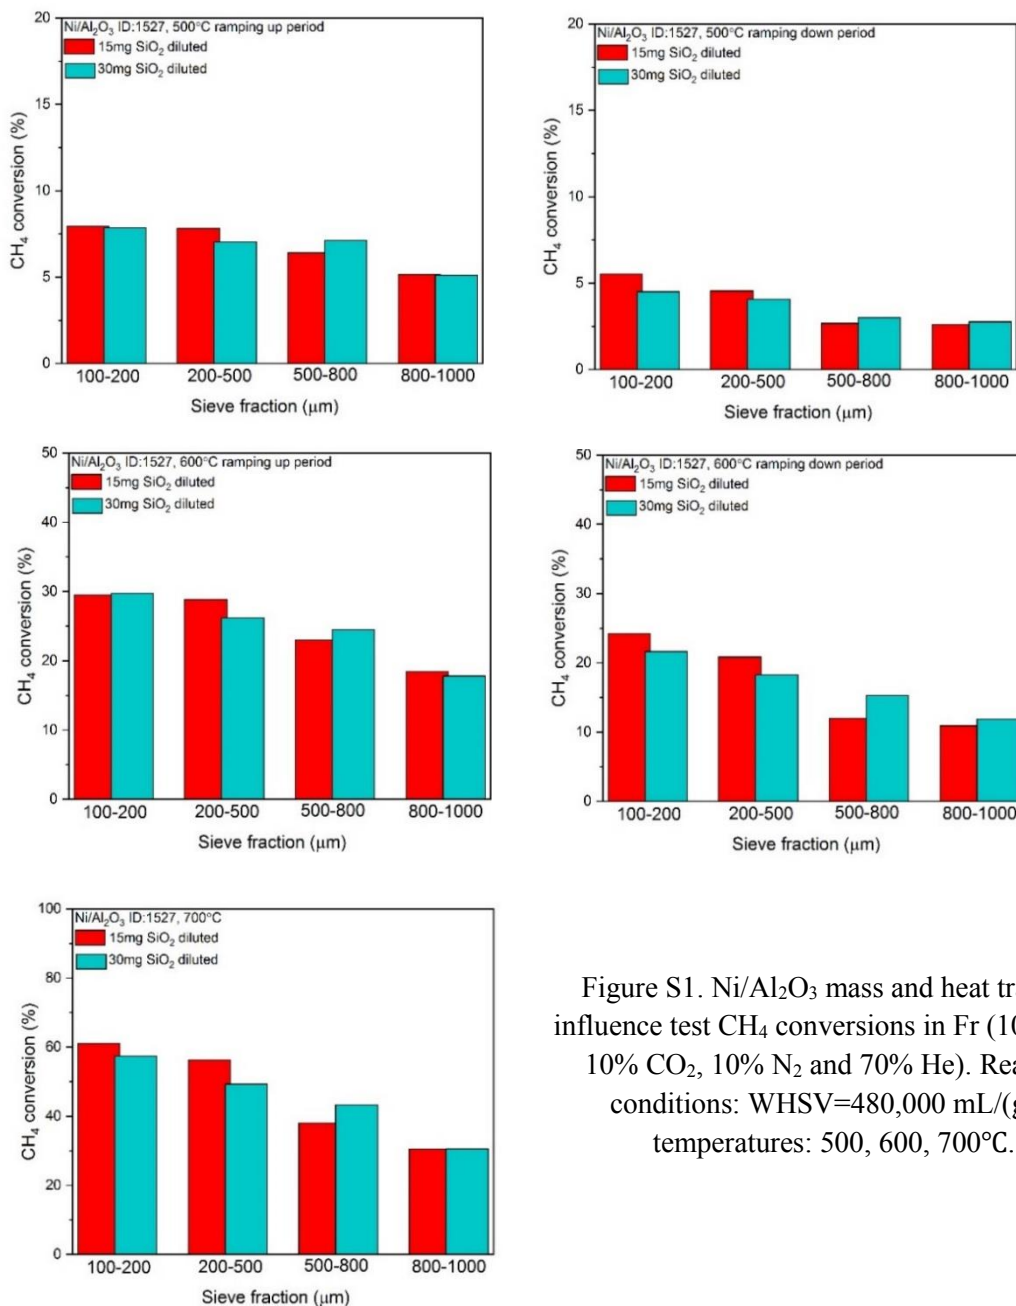 Ni/Al₂O₃ ID:1527, 500°C ramping up period
15mg SiO₂ diluted
30mg SiO₂ diluted
CH₄ conversion (%)
20
15
10
5
0
100-200 200-500 500-800 800-1000
Sieve fraction (μm)
Ni/Al₂O₃ ID:1527, 500°C ramping down period
15mg SiO₂ diluted
30mg SiO₂ diluted
CH₄ conversion (%)
20
15
10
5
0
100-200 200-500 500-800 800-1000
Sieve fraction (μm)
Ni/Al₂O₃ ID:1527, 600°C ramping up period
15mg SiO₂ diluted
30mg SiO₂ diluted
CH₄ conversion (%)
50
40
30
20
10
0
100-200 200-500 500-800 800-1000
Sieve fraction (μm)
Ni/Al₂O₃ ID:1527, 600°C ramping down period
15mg SiO₂ diluted
30mg SiO₂ diluted
CH₄ conversion (%)
50
40
30
20
10
0
100-200 200-500 500-800 800-1000
Sieve fraction (μm)
Ni/Al₂O₃ ID:1527, 700°C
15mg SiO₂ diluted
30mg SiO₂ diluted
CH₄ conversion (%)
100
80
60
40
20
0
100-200 200-500 500-800 800-1000
Sieve fraction (μm)
Figure S1. Ni/Al₂O₃ mass and heat
influence test CH₄ conversions in Fr
10% CO₂, 10% N₂ and 70% He).
conditions: WHSV=480,000
temperatures: 500, 600, 700℃.